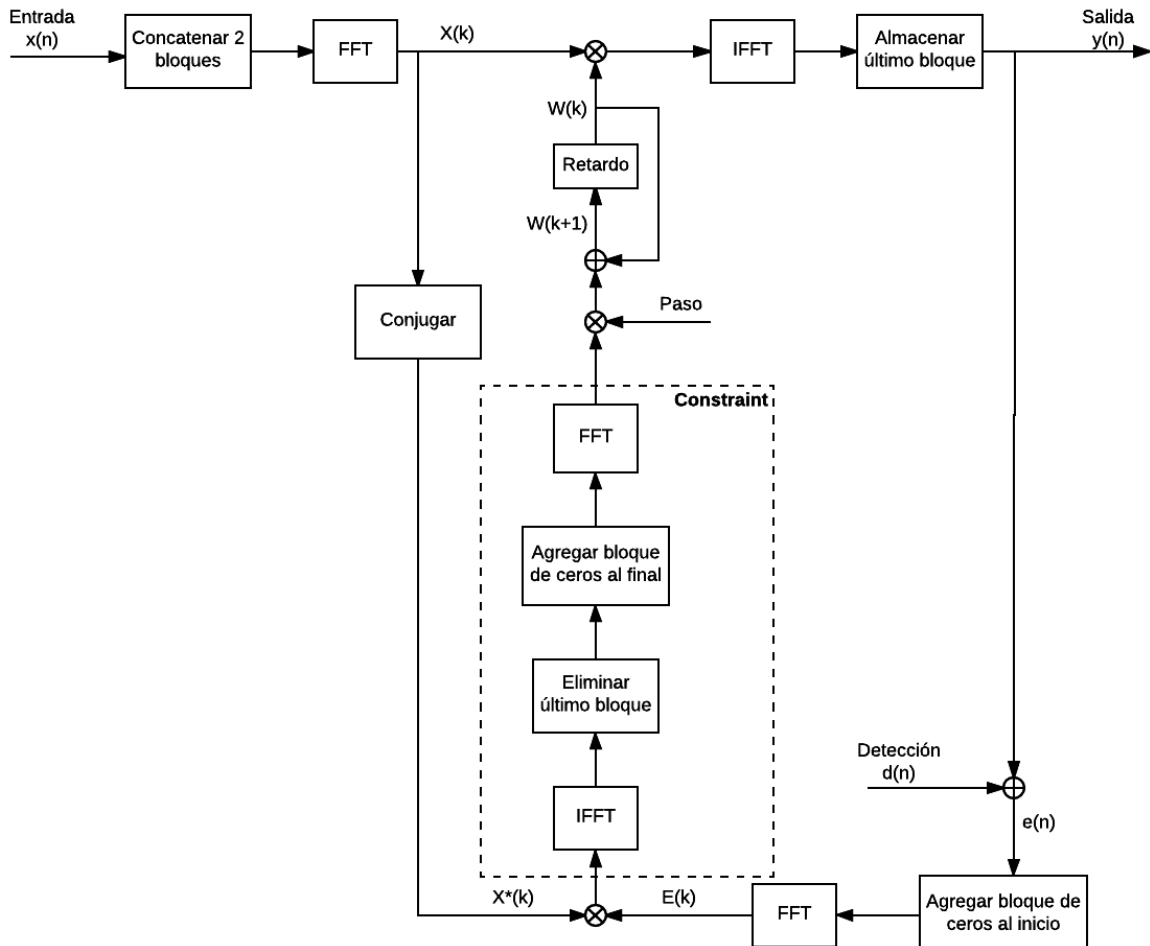 Entrada
x(n)
Concatenar 2
bloques
FFT
X(k)
IFFT
Almacenar
último bloque
Salida
y(n)
W(k)
Retardo
W(k+1)
Conjugar
Paso
Constraint
FFT
Agregar bloque
de ceros al final
Eliminar
último bloque
IFFT
Detección
d(n)
e(n)
X*(k)
E(k)
FFT
Agregar bloque de
ceros al inicio